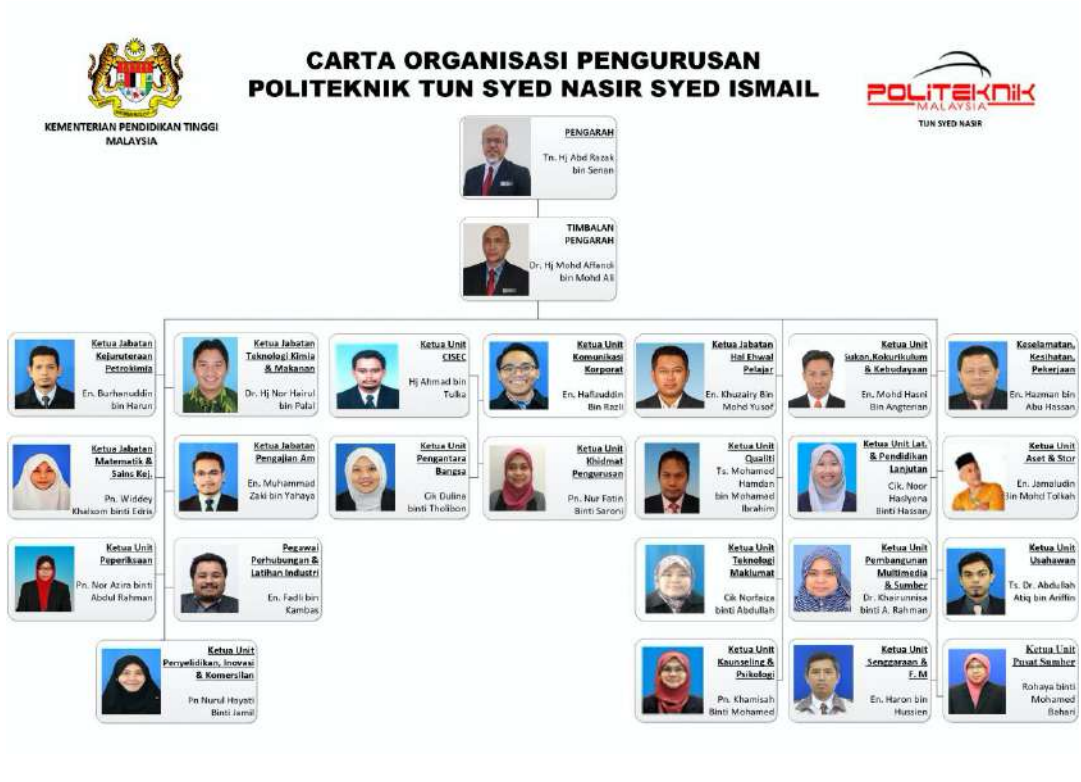 CARTA ORGANISASI PENGURUSAN
POLITEKNIK TUN SYED NASIR SYED ISMAIL
KEMENTERIAN PENDIDIKAN TINGGI
MALAYSIA
POLITEKNIK
MALAYSIA
TUN SYED NASIR
PENGARAH
Tn. Hj Abd Razak
bin Senan
TIMBALAN
PENGARAH
Dr. Hj Mohd Affandi
bin Mohd Ali
Ketua Jabatan
Kejuruteraan
Petrokimia
En. Burhanuddin
bin Harun
Ketua Jabatan
Teknologi Kimia
& Makanan
Dr. Hj Nor Hairul
bin Palal
Ketua Unit
CISEC
Hj Ahmad bin
Tulka
Ketua Unit
Komunikasi
Korporat
En. Hafizuddin
Bin Razli
Ketua Jabatan
Hal Ehwal
Pelajar
En. Khuzairy Bin
Mohd Yusof
Ketua Unit
Sukan,Kokurikulum
& Kebudayaan
En. Mohd Hasni
Bin Angterian
Keselamatan,
Kesihatan,
Pekerjaan
En. Hazman bin
Abu Hassan
Ketua Jabatan
Matematik &
Sains Kej.
Pn. Widdey
Khalsom binti Edris
Ketua Jabatan
Pengajian Am
En. Muhammad
Zaki bin Yahaya
Ketua Unit
Pengantara
Bangsa
Cik Dulina
binti Tholibon
Ketua Unit
Khidmat
Pengurusan
Pn. Nur Fatin
Binti Saroni
Ketua Unit
Qualiti
Ts. Mohamed
Hamdan
bin Mohamed
Ibrahim
Ketua Unit Lat.
& Pendidikan
Lanjutan
Cik. Noor
Haslyena
Binti Hassan
Ketua Unit
Aset & Stor
En. Jamaludin
Bin Mohd Tolkah
Ketua Unit
Peperiksaan
Pn. Nor Azira binti
Abdul Rahman
Pegawai
Perhubungan &
Latihan Industri
En. Fadli bin
Kambas
Ketua Unit
Teknologi
Maklumat
Cik Norfaiza
binti Abdullah
Ketua Unit
Pembangunan
Multimedia
& Sumber
Dr. Khairunnisa
binti A. Rahman
Ketua Unit
Usahawan
Ts. Dr. Abdullah
Atiq bin Ariffin
Ketua Unit
Penyelidikan, Inovasi
& Komersilan
Pn Nurul Hayati
Binti Jamil
Ketua Unit
Kaunseling &
Psikologi
Pn. Khamisah
Binti Mohamed
Ketua Unit
Senggaraan &
F. M
En. Haron bin
Hussien
Ketua Unit
Pusat Sumber
Rohaya binti
Mohamed
Bahari